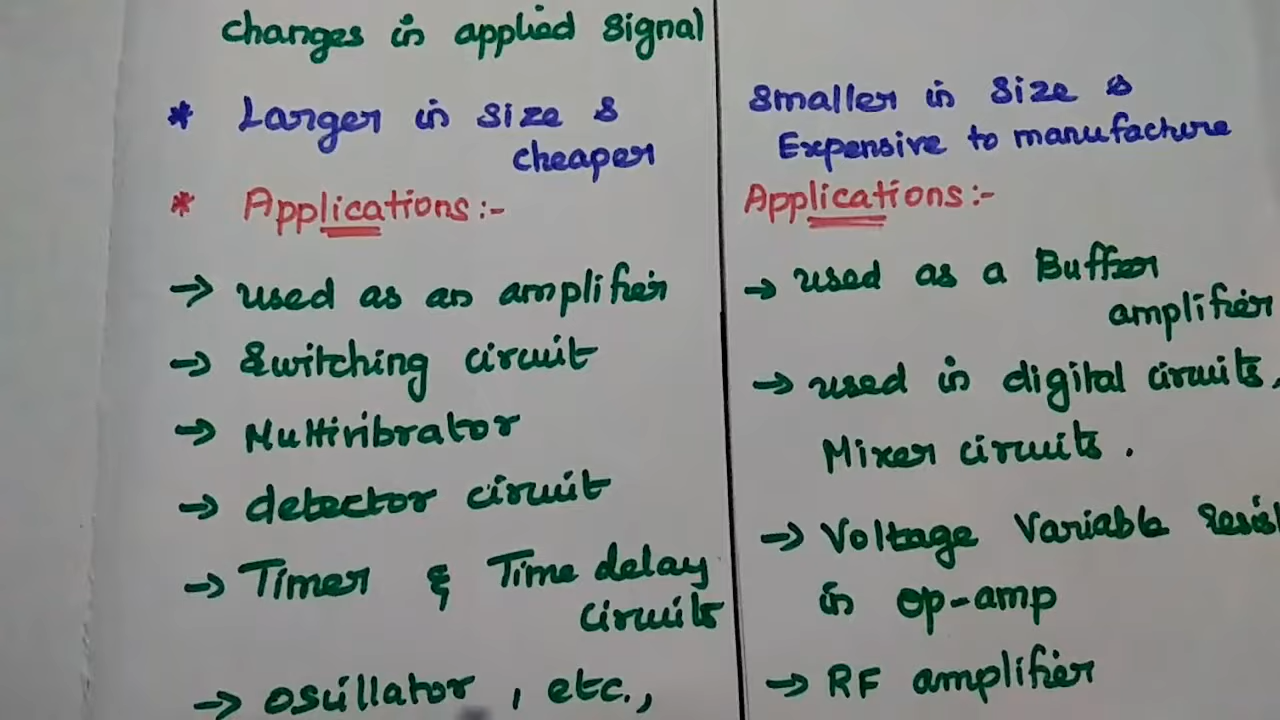 changes in applied signal
* Larger in size &
cheaper
* Applications:-
→ used as an amplifier
→ Switching circuit
→ Multivibrator
→ detector circuit
→ Timer & Time delay
circuits
→ oscillator, etc.,
Smaller in size &
Expensive to manufacture
Applications:-
→ used as a Buffer
amplifier
→ used in digital circuits,
Mixer circuits.
→ Voltage Variable
in op-amp
→ RF amplifier